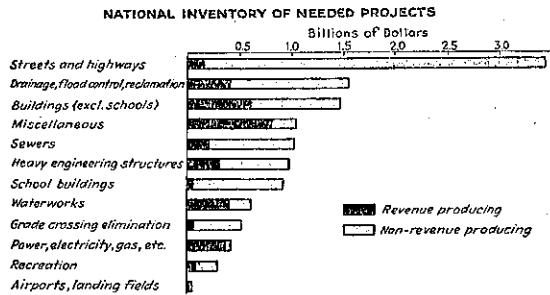 NATIONAL INVENTORY OF NEEDED PROJECTS
Billions of Dollars
0.5 1.0 1.5 2.0 2.5 3.0
Streets and highways
Drainage, flood control, reclamation
Buildings (excl. schools)
Miscellaneous
Sewers
Heavy engineering structures
School buildings
Waterworks
Grade crossing elimination
Power, electricity, gas, etc.
Recreation
Airports, landing fields
Revenue producing
Non-revenue producing